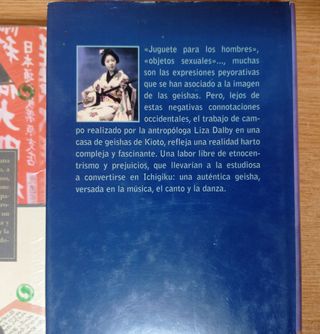 «Juguete para los hombres»,
«objetos sexuales»..., muchas
son las expresiones peyorativas
que se han asociado a la imagen
de las geishas. Pero, lejos de
estas negativas connotaciones
occidentales, el trabajo de cam-
po realizado por la antropóloga Liza Dalby en una
casa de geishas de Kioto, refleja una realidad harto
compleja y fascinante. Una labor libre de etnocen-
trismo y prejuicios, que llevarían a la estudiosa
a convertirse en Ichigiku: una auténtica geisha,
versada en la música, el canto y la danza.
日本通